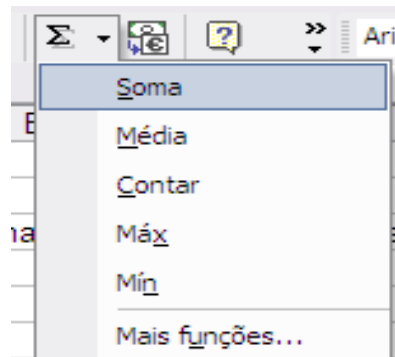 Σ € ? » Ari
Soma
Média
Contar
Máx
Mín
Mais funções...